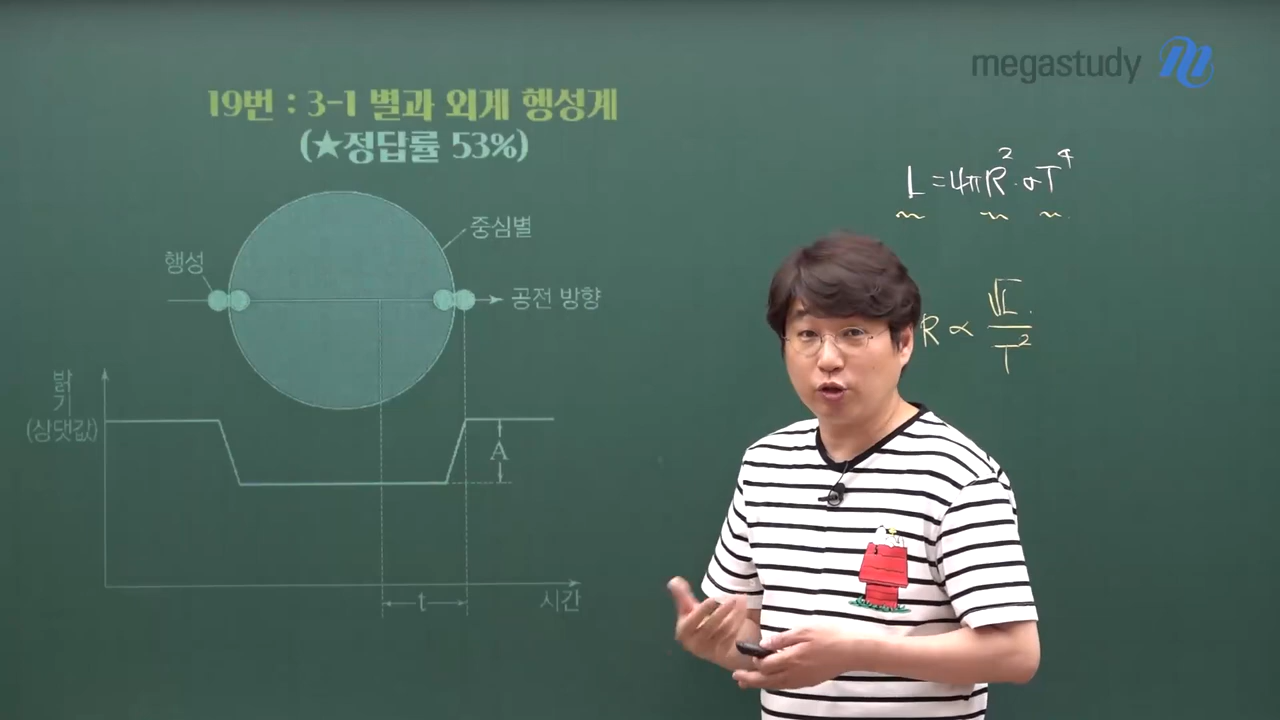 megastudy
19번 : 3-1 별과 외계 행성계
(★정답률 53%)
L = 4πR²·σT⁴
중심별
행성
공전 방향
R ∝ √L / T²
밝
기
(상댓값)
A
t
시간